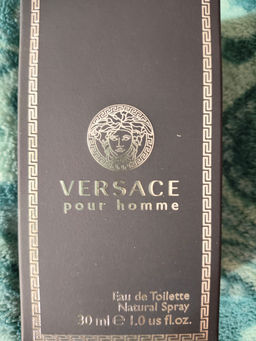 VERSACE
pour homme
Eau de Toilette
Natural Spray
30 ml ℮ 1.0 us fl.oz.